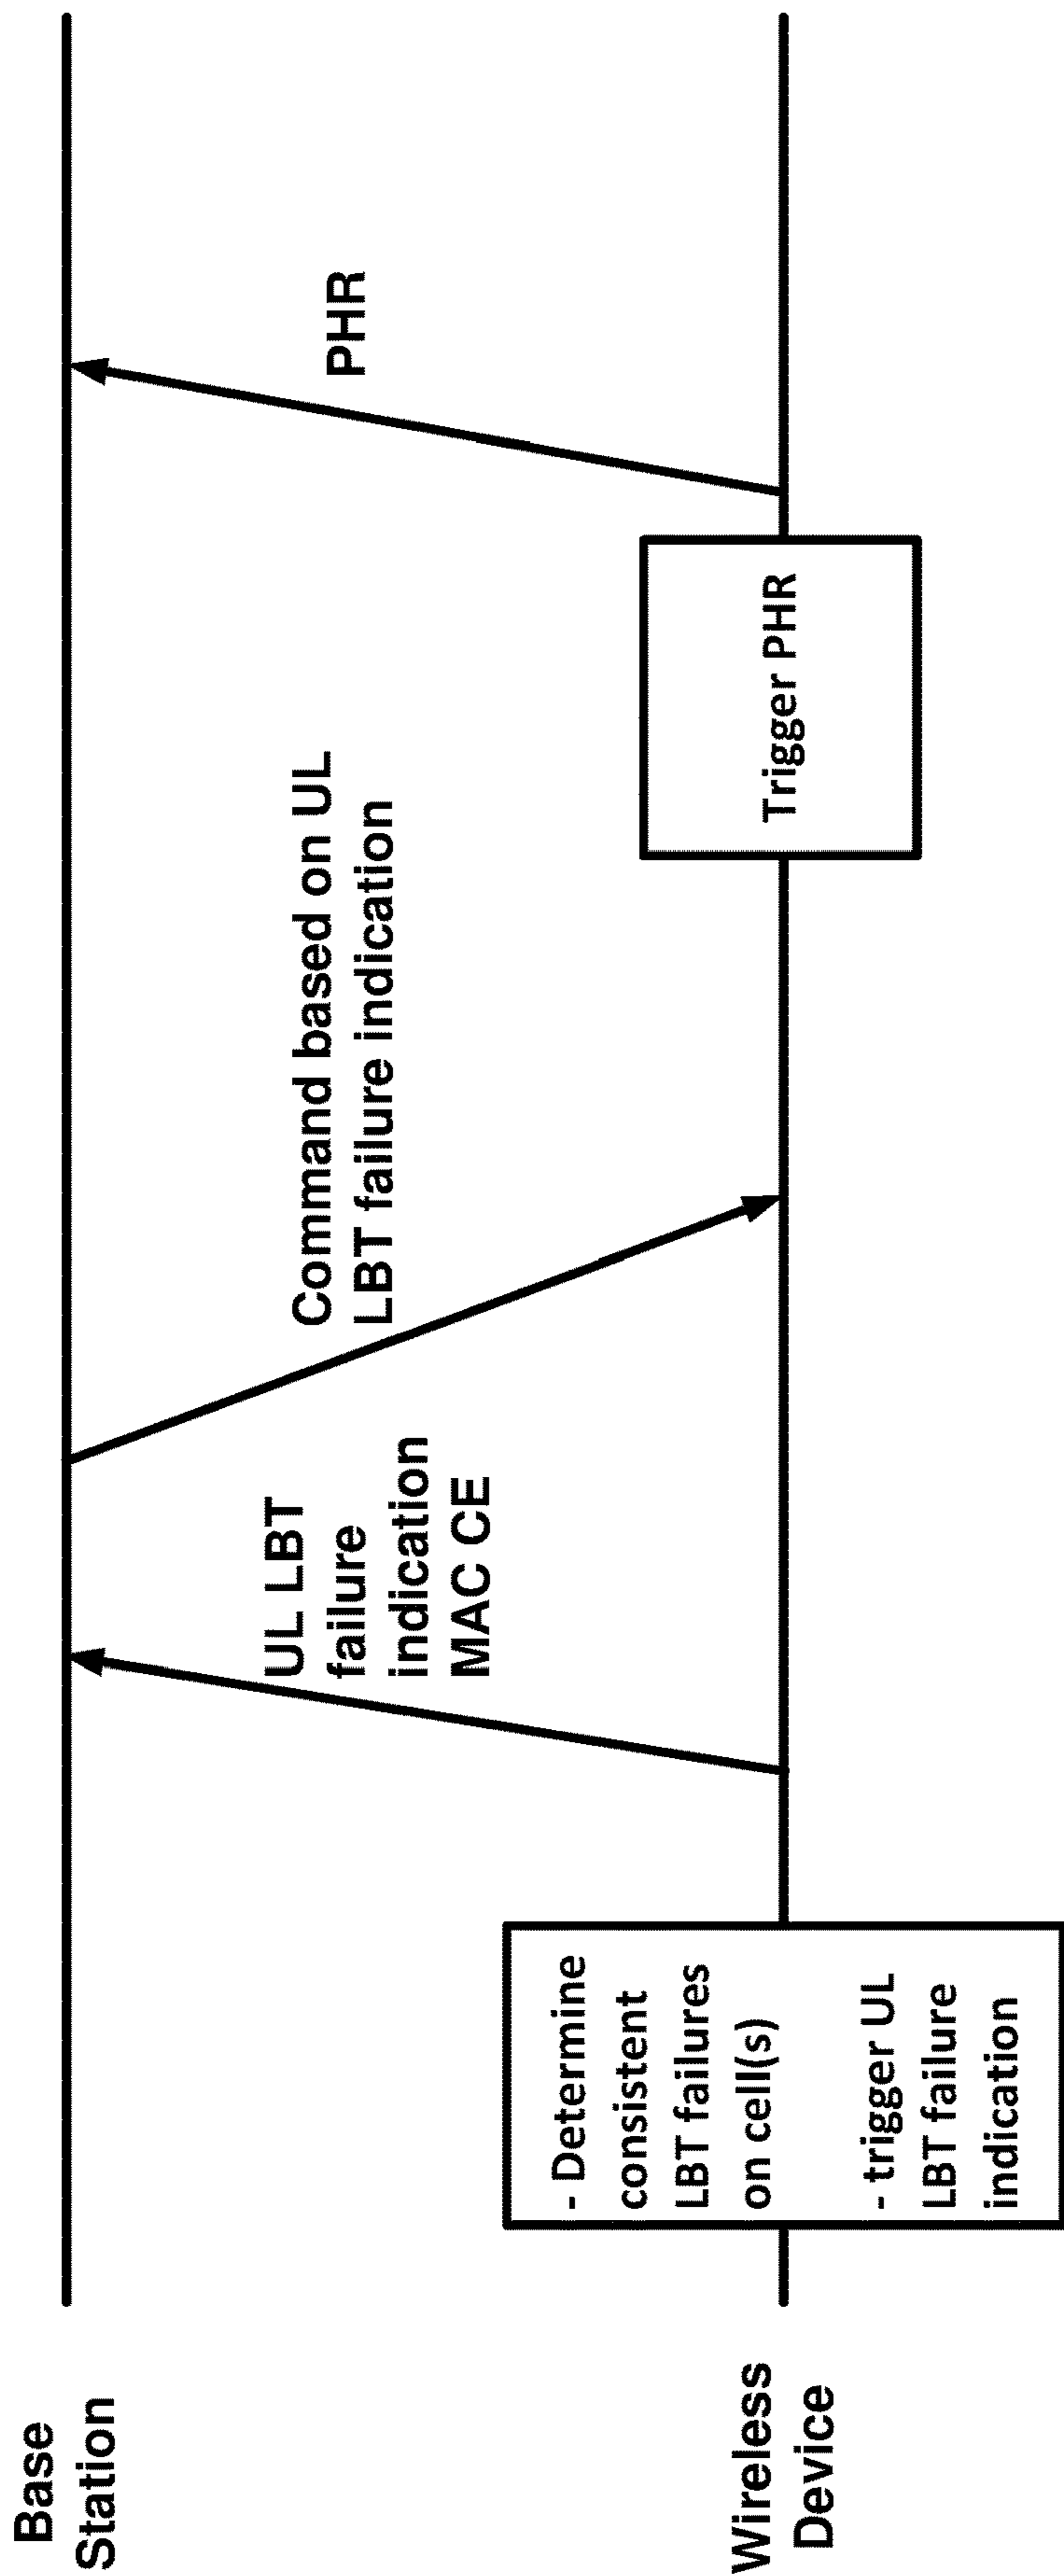 Base
Station
UL LBT
failure
indication
MAC CE
Command based on UL
LBT failure indication
PHR
Wireless
Device
- Determine
consistent
LBT failures
on cell(s)
- trigger UL
LBT failure
indication
Trigger PHR